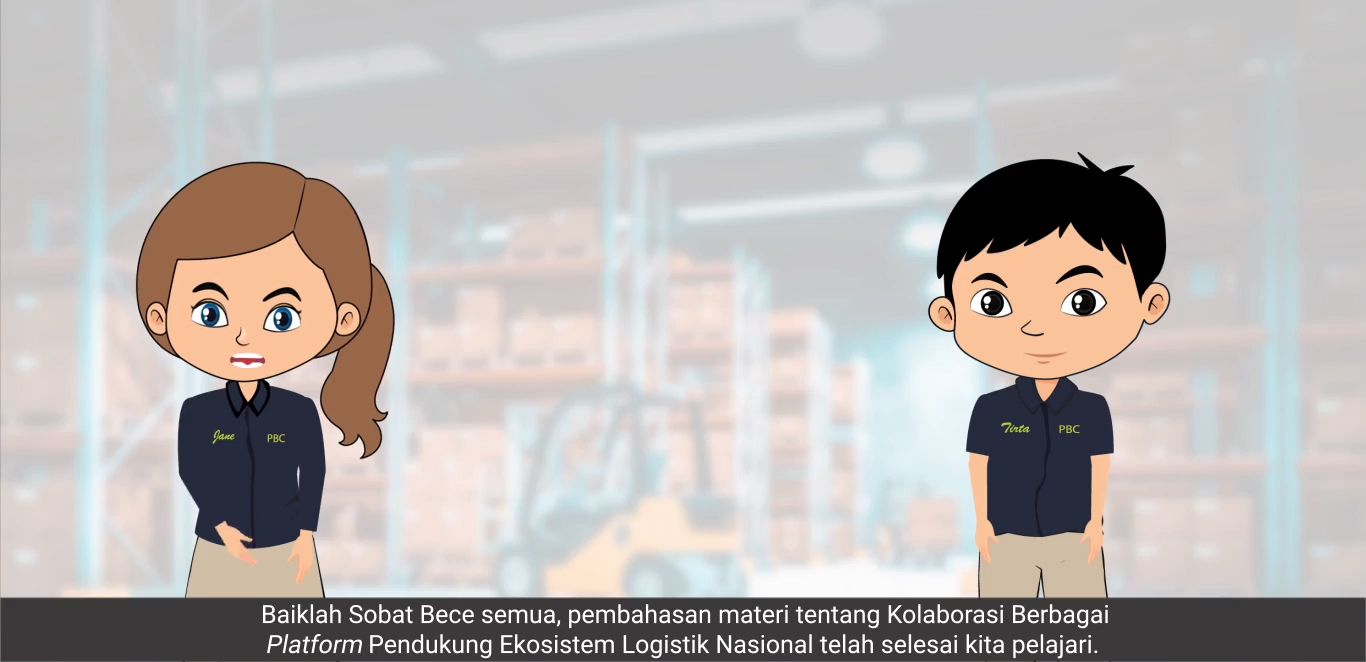 Jane PBC
Tirta PBC
Baiklah Sobat Bece semua, pembahasan materi tentang Kolaborasi Berbagai
Platform Pendukung Ekosistem Logistik Nasional telah selesai kita pelajari.